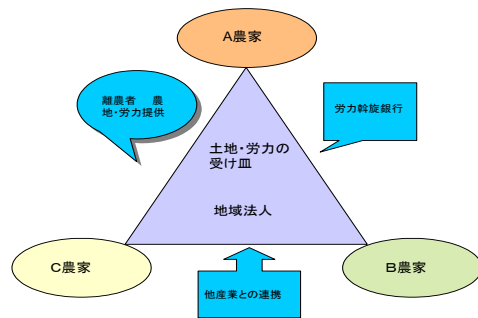 A農家
離農者　農
地・労力提供
労力斡旋銀行
土地・労力の
受け皿
地域法人
C農家
B農家
他産業との連携